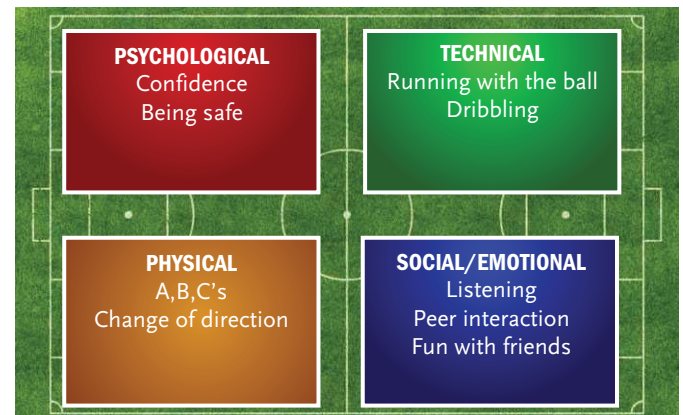 PSYCHOLOGICAL
Confidence
Being safe
TECHNICAL
Running with the ball
Dribbling
PHYSICAL
A,B,C's
Change of direction
SOCIAL/EMOTIONAL
Listening
Peer interaction
Fun with friends